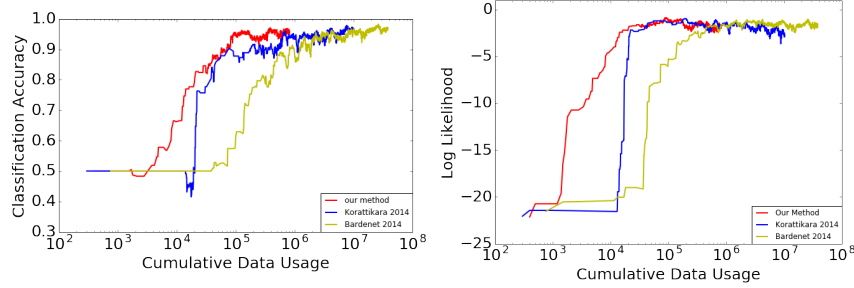 1.0
0.9
0.8
0.7
0.6
0.5
0.4
0.3
Classification Accuracy
our method
Korattikara 2014
Bardenet 2014
10^2 10^3 10^4 10^5 10^6 10^7 10^8
Cumulative Data Usage
0
−5
−10
−15
−20
−25
Log Likelihood
Our Method
Korattikara 2014
Bardenet 2014
10^2 10^3 10^4 10^5 10^6 10^7 10^8
Cumulative Data Usage